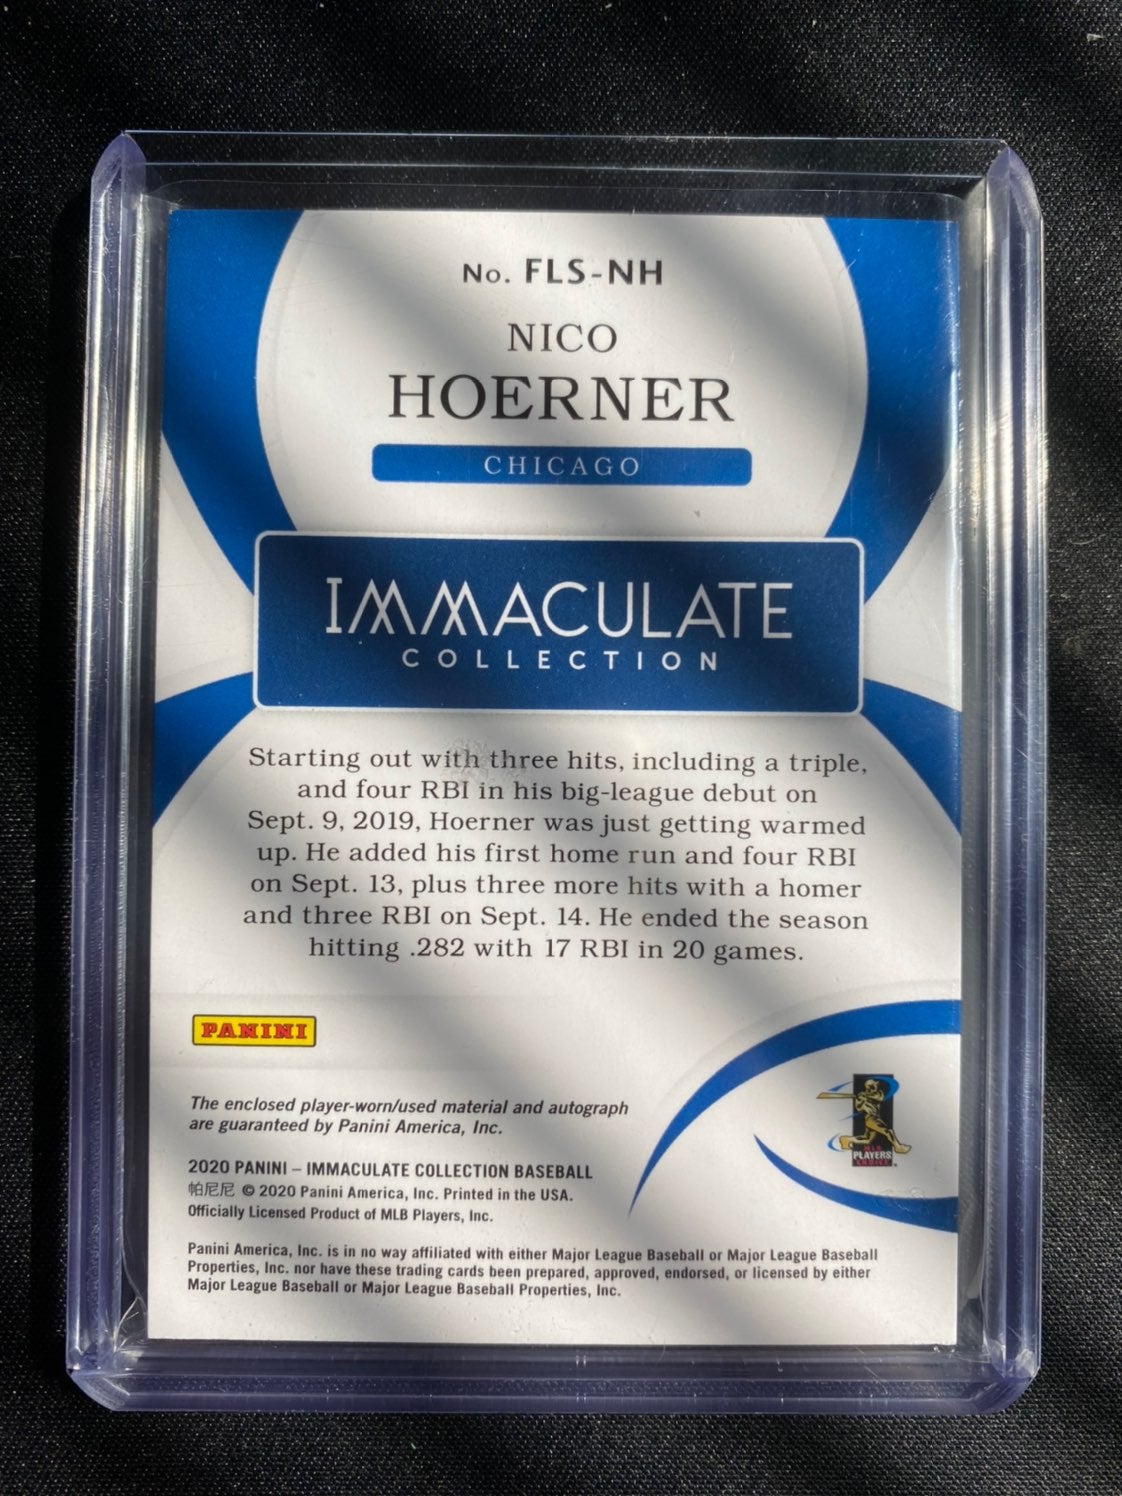 No. FLS-NH
NICO
HOERNER
CHICAGO
IMMACULATE
COLLECTION
Starting out with three hits, including a triple,
and four RBI in his big-league debut on
Sept. 9, 2019, Hoerner was just getting warmed
up. He added his first home run and four RBI
on Sept. 13, plus three more hits with a homer
and three RBI on Sept. 14. He ended the season
hitting .282 with 17 RBI in 20 games.
PANINI
The enclosed player-worn/used material and autograph
are guaranteed by Panini America, Inc.
MLB
PLAYERS
CHOICE
2020 PANINI – IMMACULATE COLLECTION BASEBALL
帕尼尼 © 2020 Panini America, Inc. Printed in the USA.
Officially Licensed Product of MLB Players, Inc.
Panini America, Inc. is in no way affiliated with either Major League Baseball or Major League Baseball
Properties, Inc. nor have these trading cards been prepared, approved, endorsed, or licensed by either
Major League Baseball or Major League Baseball Properties, Inc.